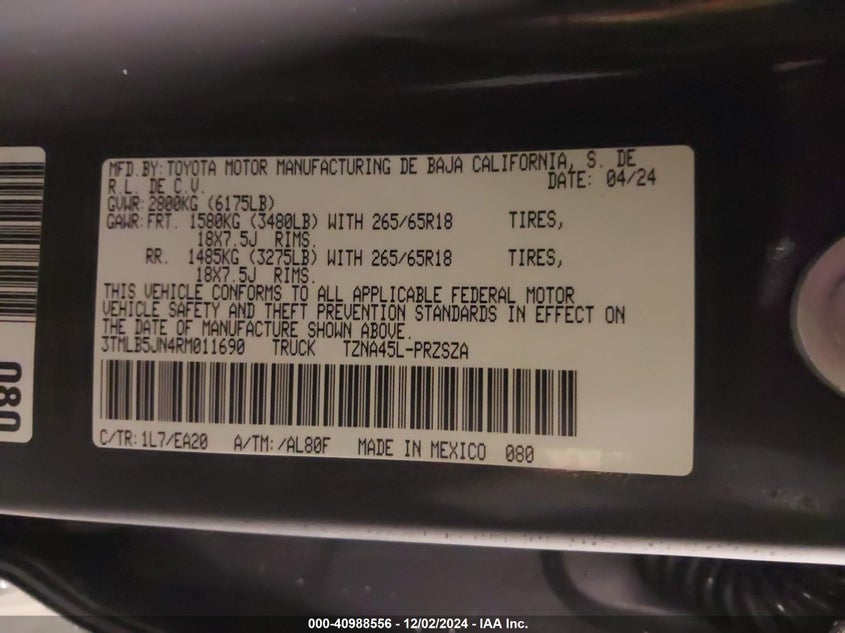 MFD.BY: TOYOTA MOTOR MANUFACTURING DE BAJA CALIFORNIA, S. DE
R.L. DE C.V. DATE: 04/24
GVWR: 2800KG (6175LB)
GAWR: FRT. 1580KG (3480LB) WITH 265/65R18 TIRES,
18X7.5J RIMS.
RR. 1485KG (3275LB) WITH 265/65R18 TIRES,
18X7.5J RIMS.
THIS VEHICLE CONFORMS TO ALL APPLICABLE FEDERAL MOTOR
VEHICLE SAFETY AND THEFT PREVENTION STANDARDS IN EFFECT ON
THE DATE OF MANUFACTURE SHOWN ABOVE.
3TMLB5JN4RM011690 TRUCK TZNA45L-PRZSZA
C/TR: 1L7/EA20 A/TM: /AL80F MADE IN MEXICO 080
080
000-40988556 - 12/02/2024 - IAA Inc.